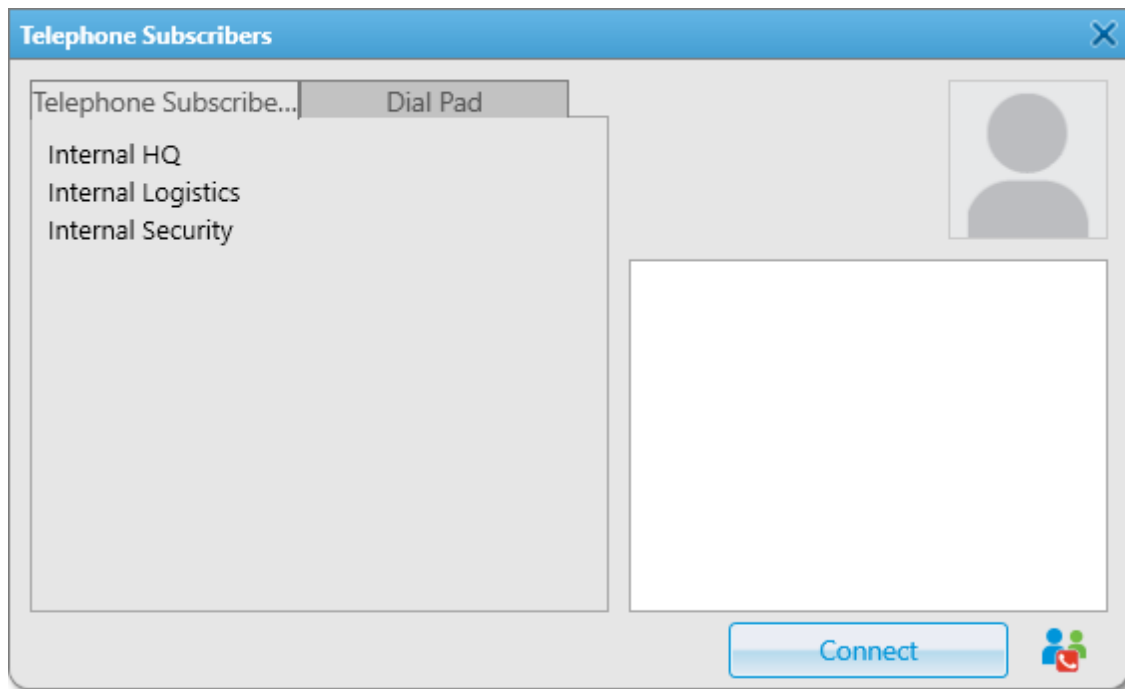 Telephone Subscribers
Telephone Subscribe...
Dial Pad
Internal HQ
Internal Logistics
Internal Security
Connect